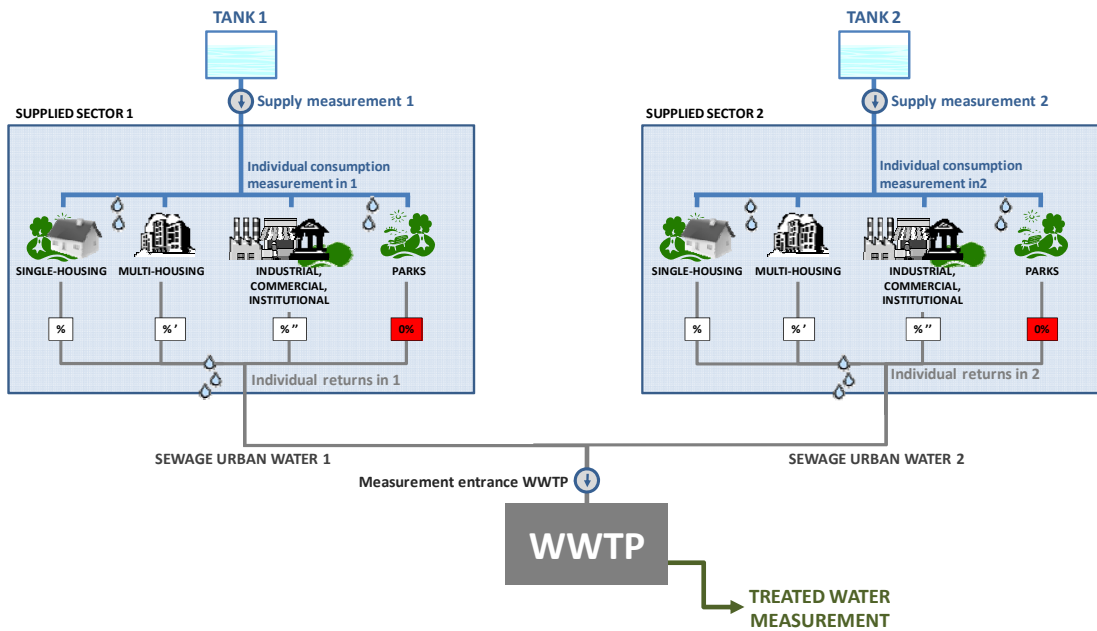 TANK 1
TANK 2
Supply measurement 1
Supply measurement 2
SUPPLIED SECTOR 1
SUPPLIED SECTOR 2
Individual consumption
measurement in 1
Individual consumption
measurement in2
SINGLE-HOUSING
MULTI-HOUSING
INDUSTRIAL,
COMMERCIAL,
INSTITUTIONAL
PARKS
SINGLE-HOUSING
MULTI-HOUSING
INDUSTRIAL,
COMMERCIAL,
INSTITUTIONAL
PARKS
%
% '
% ''
0%
%
% '
% ''
0%
Individual returns in 1
Individual returns in 2
SEWAGE URBAN WATER 1
SEWAGE URBAN WATER 2
Measurement entrance WWTP
WWTP
TREATED WATER
MEASUREMENT